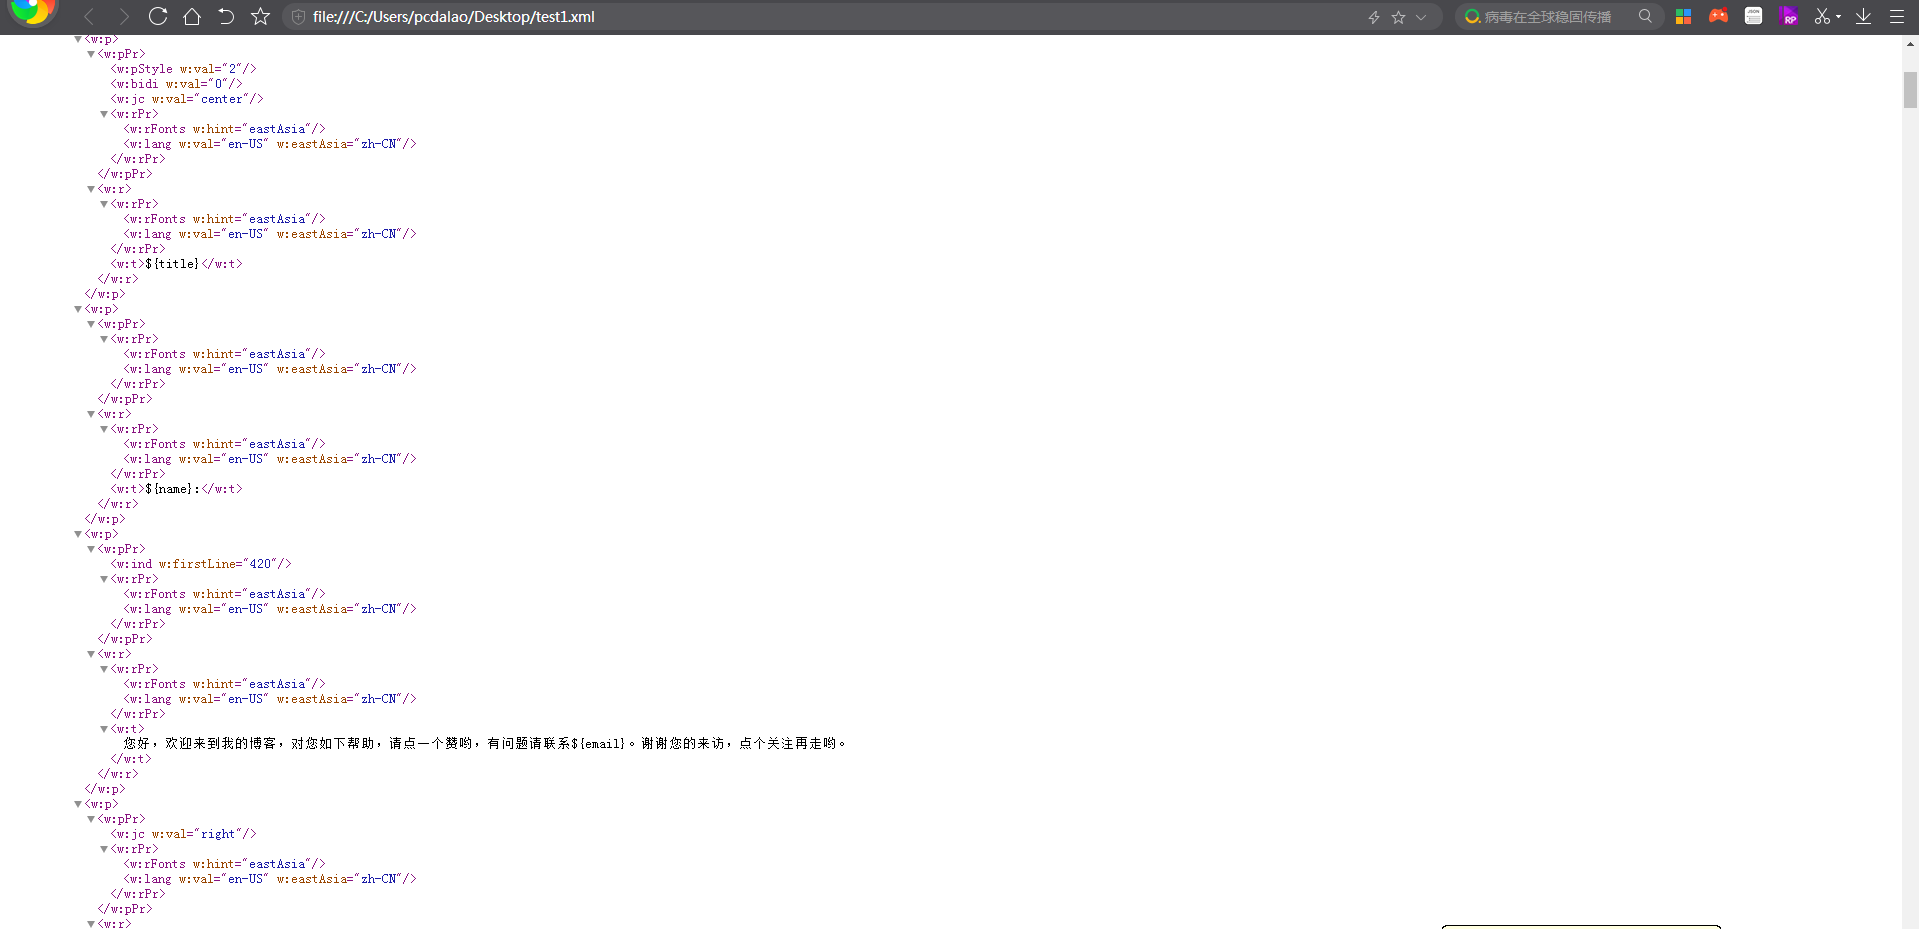 file:///C:/Users/pcdalao/Desktop/test1.xml
病毒在全球稳固传播
JSON
RP
▼<w:p>
▼<w:pPr>
<w:pStyle w:val="2"/>
<w:bidi w:val="0"/>
<w:jc w:val="center"/>
▼<w:rPr>
<w:rFonts w:hint="eastAsia"/>
<w:lang w:val="en-US" w:eastAsia="zh-CN"/>
</w:rPr>
</w:pPr>
▼<w:r>
▼<w:rPr>
<w:rFonts w:hint="eastAsia"/>
<w:lang w:val="en-US" w:eastAsia="zh-CN"/>
</w:rPr>
<w:t>${title}</w:t>
</w:r>
</w:p>
▼<w:p>
▼<w:pPr>
▼<w:rPr>
<w:rFonts w:hint="eastAsia"/>
<w:lang w:val="en-US" w:eastAsia="zh-CN"/>
</w:rPr>
</w:pPr>
▼<w:r>
▼<w:rPr>
<w:rFonts w:hint="eastAsia"/>
<w:lang w:val="en-US" w:eastAsia="zh-CN"/>
</w:rPr>
<w:t>${name}:</w:t>
</w:r>
</w:p>
▼<w:p>
▼<w:pPr>
<w:ind w:firstLine="420"/>
▼<w:rPr>
<w:rFonts w:hint="eastAsia"/>
<w:lang w:val="en-US" w:eastAsia="zh-CN"/>
</w:rPr>
</w:pPr>
▼<w:r>
▼<w:rPr>
<w:rFonts w:hint="eastAsia"/>
<w:lang w:val="en-US" w:eastAsia="zh-CN"/>
</w:rPr>
▼<w:t>
您好，欢迎来到我的博客，对您如下帮助，请点一个赞哟，有问题请联系${email}。谢谢您的来访，点个关注再走哟。
</w:t>
</w:r>
</w:p>
▼<w:p>
▼<w:pPr>
<w:jc w:val="right"/>
▼<w:rPr>
<w:rFonts w:hint="eastAsia"/>
<w:lang w:val="en-US" w:eastAsia="zh-CN"/>
</w:rPr>
</w:pPr>
▼<w:r>